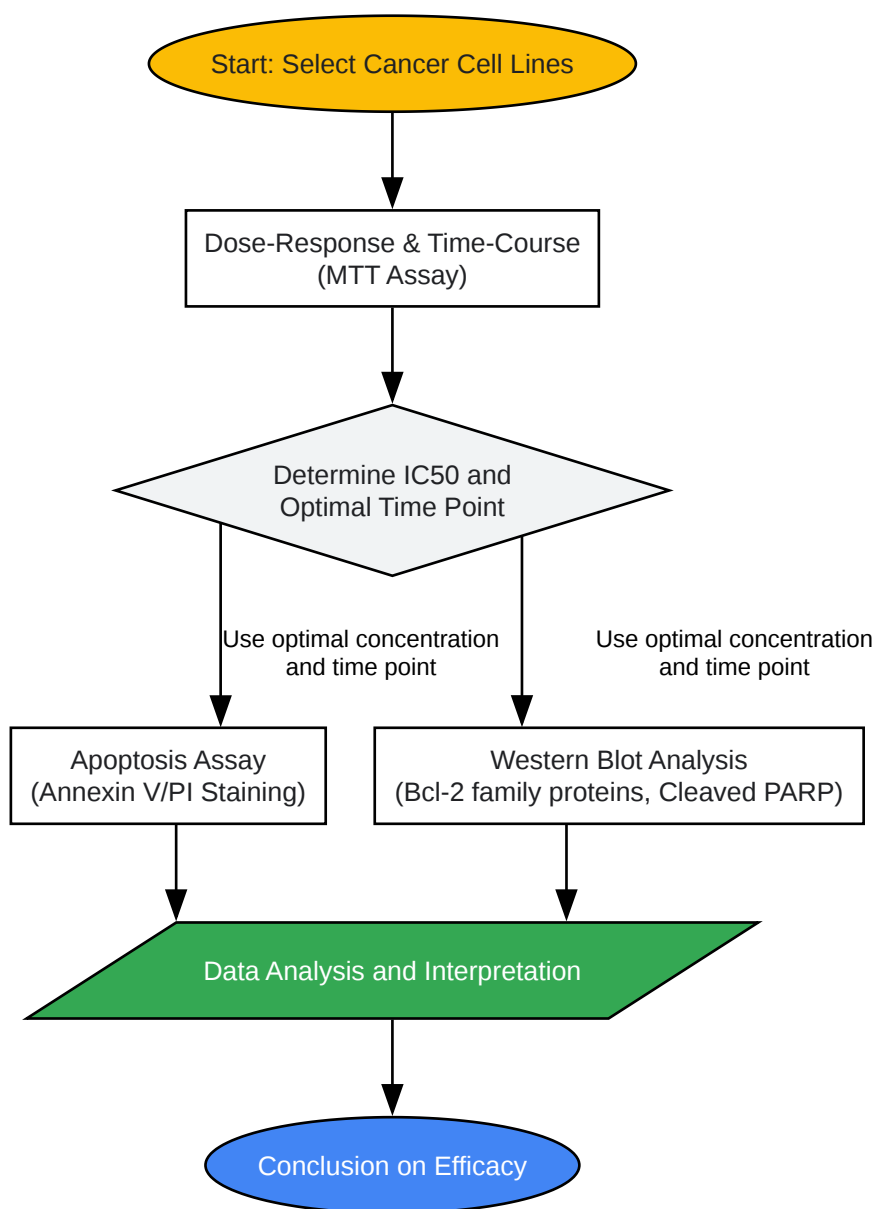 Start: Select Cancer Cell Lines
Dose-Response & Time-Course
(MTT Assay)
Determine IC50 and
Optimal Time Point
Use optimal concentration
and time point
Use optimal concentration
and time point
Apoptosis Assay
(Annexin V/PI Staining)
Western Blot Analysis
(Bcl-2 family proteins, Cleaved PARP)
Data Analysis and Interpretation
Conclusion on Efficacy